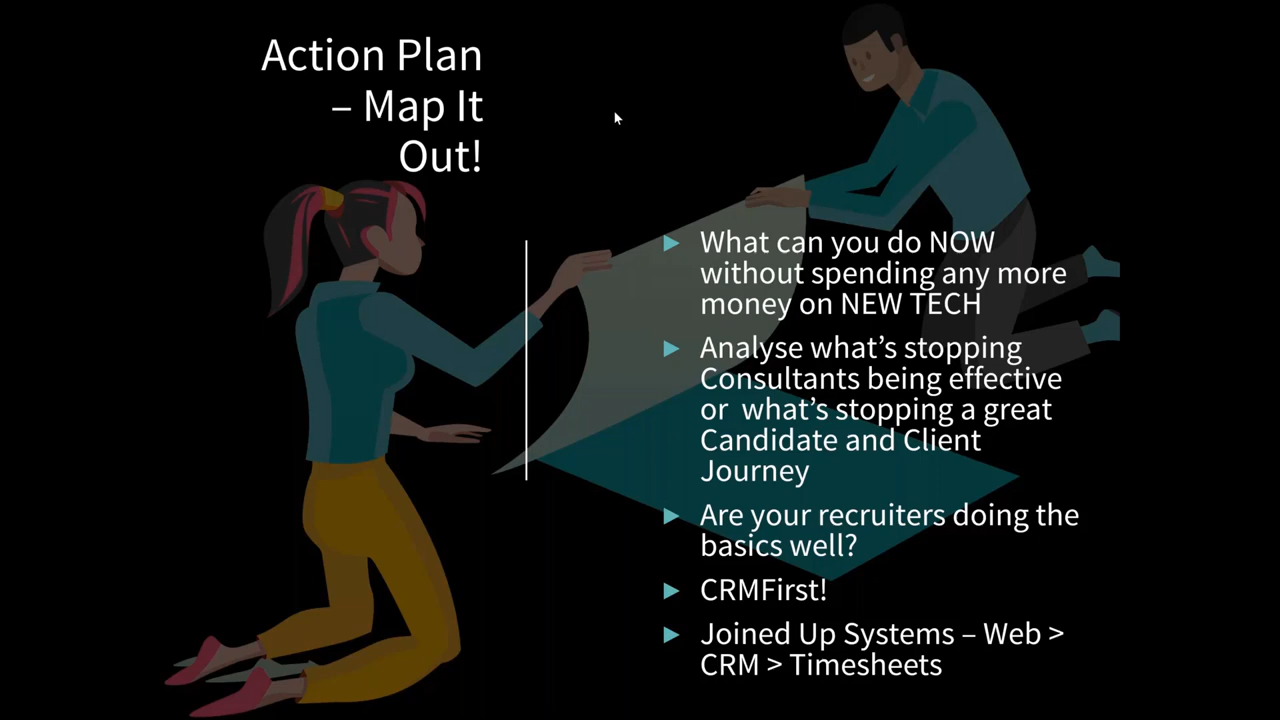 Action Plan
– Map It
Out!
What can you do NOW
without spending any more
money on NEW TECH
Analyse what’s stopping
Consultants being effective
or  what’s stopping a great
Candidate and Client
Journey
Are your recruiters doing the
basics well?
CRMFirst!
Joined Up Systems – Web >
CRM > Timesheets